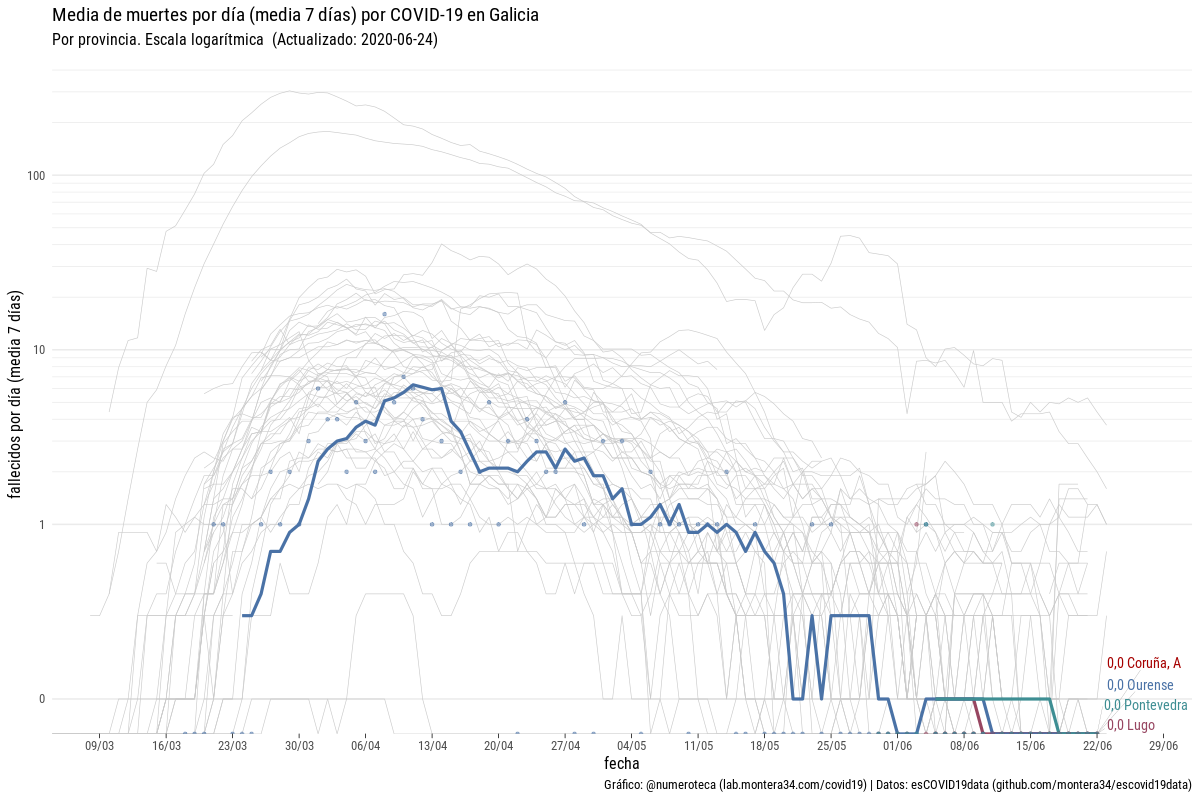 Media de muertes por día (media 7 días) por COVID-19 en Galicia
Por provincia. Escala logarítmica  (Actualizado: 2020-06-24)
fallecidos por día (media 7 días)
100
10
1
0
0,0 Coruña, A
0,0 Ourense
0,0 Pontevedra
0,0 Lugo
09/03 16/03 23/03 30/03 06/04 13/04 20/04 27/04 04/05 11/05 18/05 25/05 01/06 08/06 15/06 22/06 29/06
fecha
Gráfico: @numeroteca (lab.montera34.com/covid19) | Datos: esCOVID19data (github.com/montera34/escovid19data)